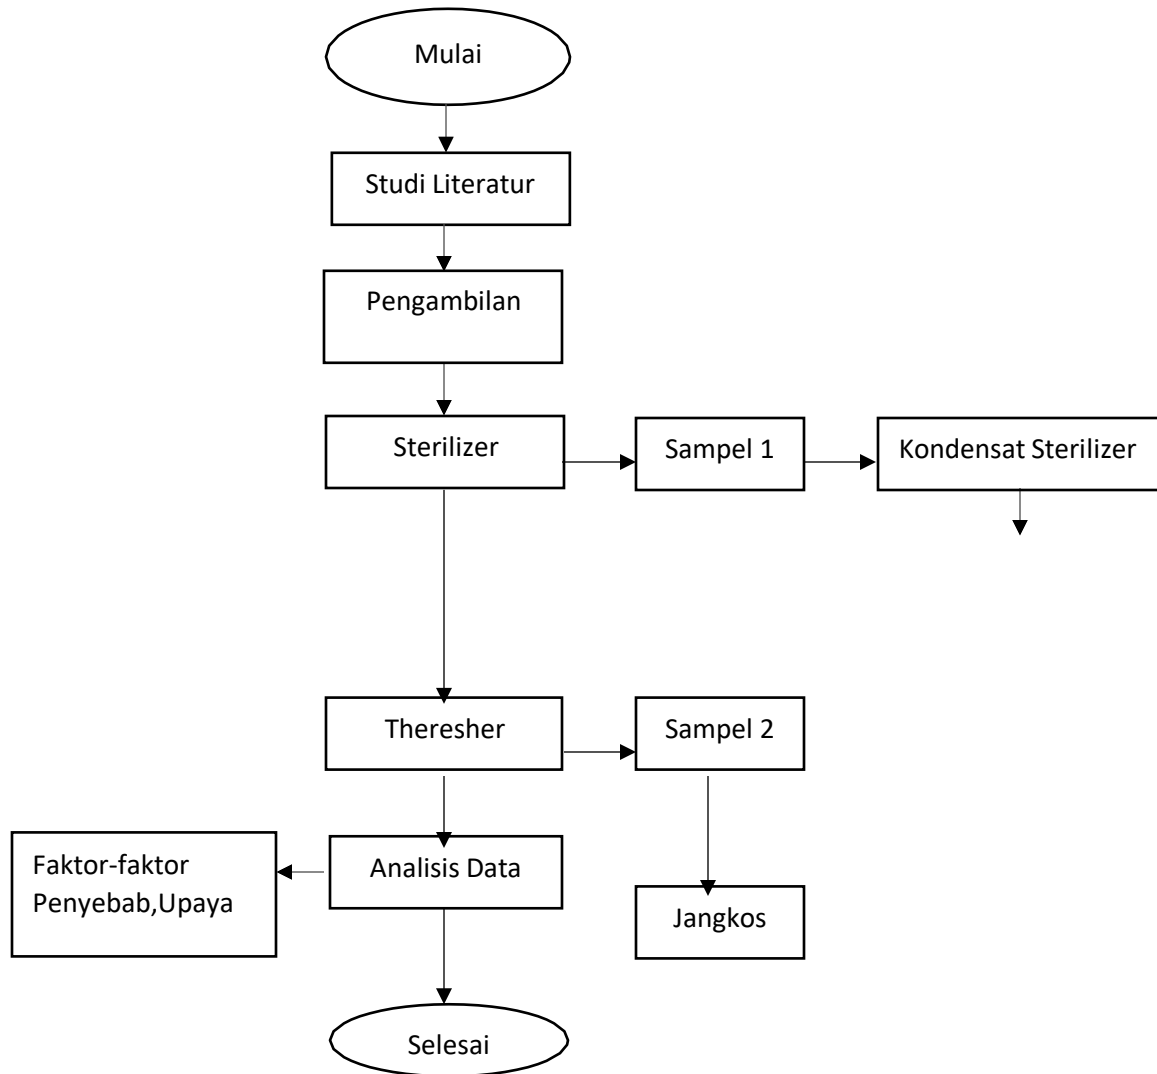 Mulai
Studi Literatur
Pengambilan
Sterilizer
Sampel 1
Kondensat Sterilizer
Theresher
Sampel 2
Faktor-faktor
Penyebab,Upaya
Analisis Data
Jangkos
Selesai